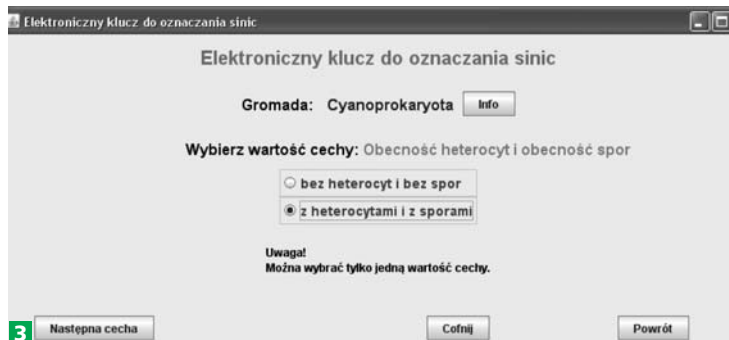 Elektroniczny klucz do oznaczania sinic
Elektroniczny klucz do oznaczania sinic
Gromada: Cyanoprokaryota Info
Wybierz wartość cechy: Obecność heterocyt i obecność spor
bez heterocyt i bez spor
z heterocytami i z sporami
Uwaga!
Można wybrać tylko jedną wartość cechy.
3 Następna cecha Cofnij Powrót